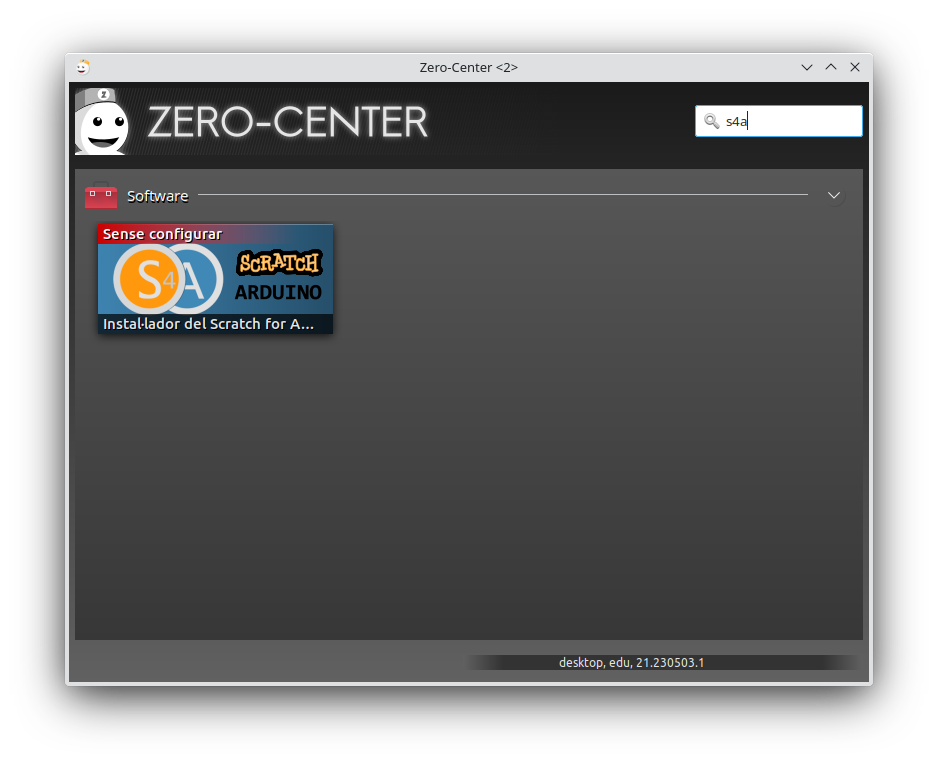 Zero-Center <2>
Z
ZERO-CENTER
s4a
Software
Sense configurar
S4A
SCRATCH
ARDUINO
Instal·lador del Scratch for A...
desktop, edu, 21.230503.1